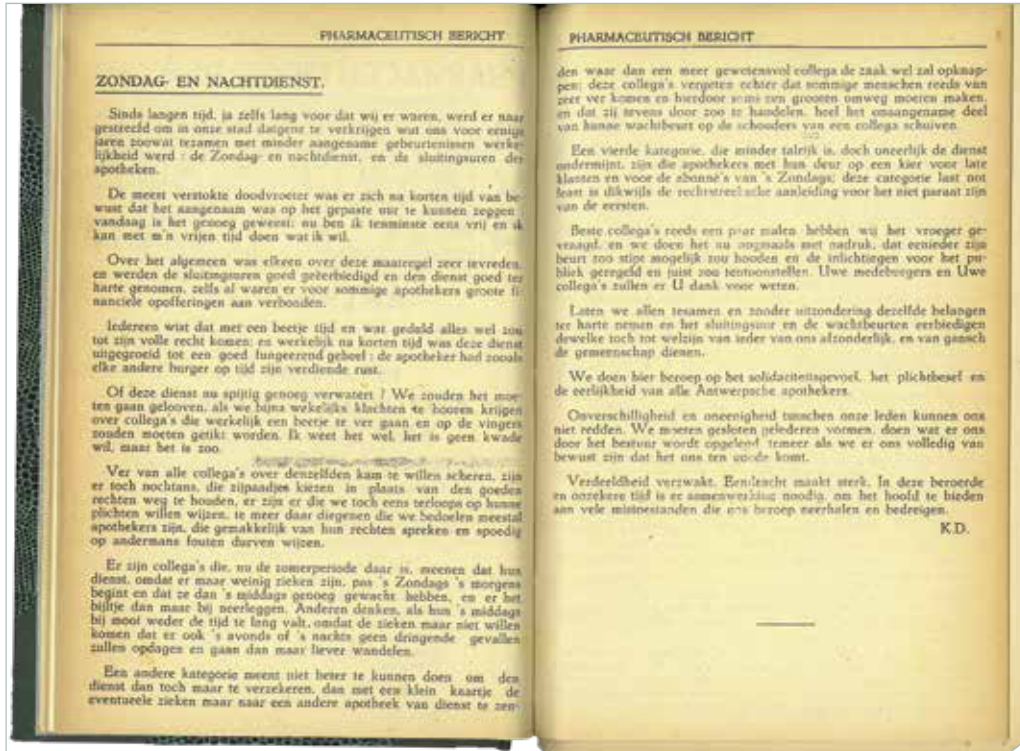 PHARMACEUTISCH BERICHT
ZONDAG- EN NACHTDIENST.
Sinds langen tijd, ja zelfs lang voor dat wij er waren, werd er naar
gestreefd om in onze stad datgene te verkrijgen wat ons voor eenige
jaren zoowat tezamen met minder aangename gebeurtenissen werke-
lijkheid werd : de Zondag- en nachtdienst, en de sluitingsuren der
apotheken.
De meest verstokte doodvroeter was er zich na korten tijd van be-
wust dat het aangenaam was op het gepaste uur te kunnen zeggen :
vandaag is het genoeg geweest; nu ben ik tenminste eens vrij en ik
kan met m'n vrijen tijd doen wat ik wil.
Over het algemeen was elkeen over deze maatregel zeer tevreden,
en werden de sluitingsuren goed geëerbiedigd en den dienst goed ter
harte genomen, zelfs al waren er voor sommige apothekers groote fi-
nanciele opofferingen aan verbonden.
Iedereen wist dat met een beetje tijd en wat geduld alles wel zou
tot zijn volle recht komen; en werkelijk na korten tijd was deze dienst
uitgegroeid tot een goed fungeerend geheel : de apotheker had zooals
elke andere burger op tijd zijn verdiende rust.
Of deze dienst nu spijtig genoeg verwatert ? We zouden het moe-
ten gaan gelooven, als we bijna wekelijks klachten te hooren krijgen
over collega's die werkelijk een beetje te ver gaan en op de vingers
zouden moeten getikt worden. Ik weet het wel, het is geen kwade
wil, maar het is zoo.
Ver van alle collega's over denzelfden kam te willen scheren, zijn
er toch nochtans, die zijpaadjes kiezen in plaats van den goeden
rechten weg te houden, er zijn er die we toch eens terloops op hunne
plichten willen wijzen, te meer daar diegenen die we bedoelen meestal
apothekers zijn, die gemakkelijk van hun rechten spreken en spoedig
op andermans fouten durven wijzen.
Er zijn collega's die, nu de zomerperiode daar is, meenen dat hun
dienst, omdat er maar weinig zieken zijn, pas 's Zondags 's morgens
begint en dat ze dan 's middags genoeg gewacht hebben, en er het
bijltje dan maar bij neerleggen. Anderen denken, als hun 's middags
bij mooi weder de tijd te lang valt, omdat de zieken maar niet willen
komen dat er ook 's avonds of 's nachts geen dringende gevallen
zullen opdagen en gaan dan maar liever wandelen.
Een andere kategorie meent niet beter te kunnen doen om den
dienst dan toch maar te verzekeren, dan met een klein kaartje de
eventueele zieken maar naar een andere apotheek van dienst te zen-
PHARMACEUTISCH BERICHT
den waar dan een meer gewetensvol collega de zaak wel zal opknap-
pen; deze collega's vergeten echter dat sommige menschen reeds van
zeer ver komen en hierdoor soms een grooten omweg moeten maken,
en dat zij tevens door zoo te handelen, heel het onaangename deel
van hunne wachtbeurt op de schouders van een collega schuiven.
Een vierde kategorie, die minder talrijk is, doch oneerlijk de dienst
ondermijnt, zijn die apothekers met hun deur op een kier voor late
klanten en voor de abonné's van 's Zondags; deze categorie last not
least is dikwijls de rechtstreeksche aanleiding voor het niet parant zijn
van de eersten.
Beste collega's reeds een paar malen hebben wij het vroeger ge-
vraagd, en we doen het nu nogmaals met nadruk, dat eenieder zijn
beurt zoo stipt mogelijk zou houden en de inlichtingen voor het pu-
bliek geregeld en juist zou tentoonstellen. Uwe medeburgers en Uwe
collega's zullen er U dank voor weten.
Laten we allen tesamen en zonder uitzondering dezelfde belangen
ter harte nemen en het sluitingsuur en de wachtbeurten eerbiedigen
dewelke toch tot welzijn van ieder van ons afzonderlijk, en van gansch
de gemeenschap dienen.
We doen hier beroep op het solidariteitsgevoel, het plichtbesef en
de eerlijkheid van alle Antwerpsche apothekers.
Onverschilligheid en oneenigheid tusschen onze leden kunnen ons
niet redden. We moeten gesloten gelederen vormen, doen wat er ons
door het bestuur wordt opgelegd, temeer als we er ons volledig van
bewust zijn dat het ons ten goede komt.
Verdeeldheid verzwakt. Eendracht maakt sterk. In deze beroerde
en onzekere tijd is er samenwerking noodig, om het hoofd te bieden
aan vele mistoestanden die ons beroep neerhalen en bedreigen.
K.D.